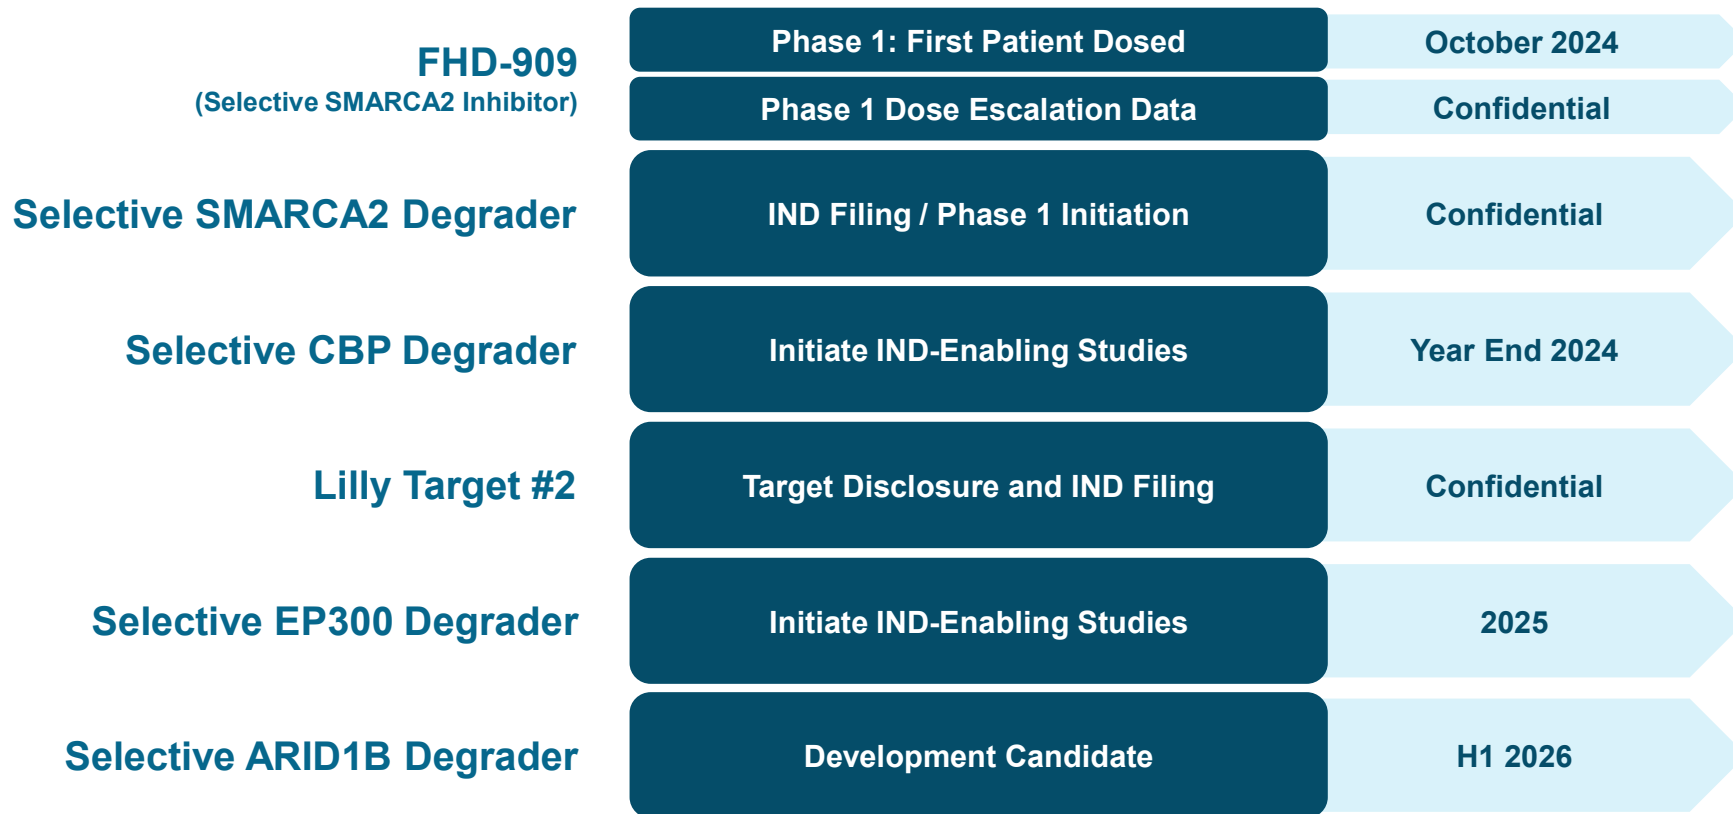 FHD-909
(Selective SMARCA2 Inhibitor)
Phase 1: First Patient Dosed
October 2024
Phase 1 Dose Escalation Data
Confidential
Selective SMARCA2 Degrader
IND Filing / Phase 1 Initiation
Confidential
Selective CBP Degrader
Initiate IND-Enabling Studies
Year End 2024
Lilly Target #2
Target Disclosure and IND Filing
Confidential
Selective EP300 Degrader
Initiate IND-Enabling Studies
2025
Selective ARID1B Degrader
Development Candidate
H1 2026